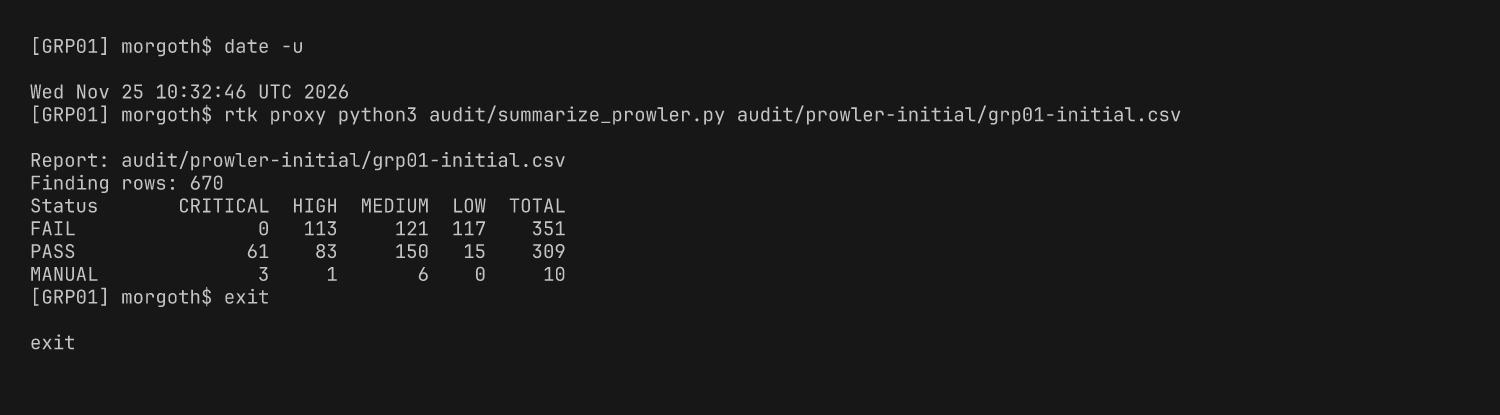 [GRP01] morgoth$ date -u
Wed Nov 25 10:32:46 UTC 2026
[GRP01] morgoth$ rtk proxy python3 audit/summarize_prowler.py audit/prowler-initial/grp01-initial.csv
Report: audit/prowler-initial/grp01-initial.csv
Finding rows: 670
Status       CRITICAL  HIGH  MEDIUM  LOW  TOTAL
FAIL                0   113     121  117    351
PASS               61    83     150   15    309
MANUAL              3     1       6    0     10
[GRP01] morgoth$ exit
exit